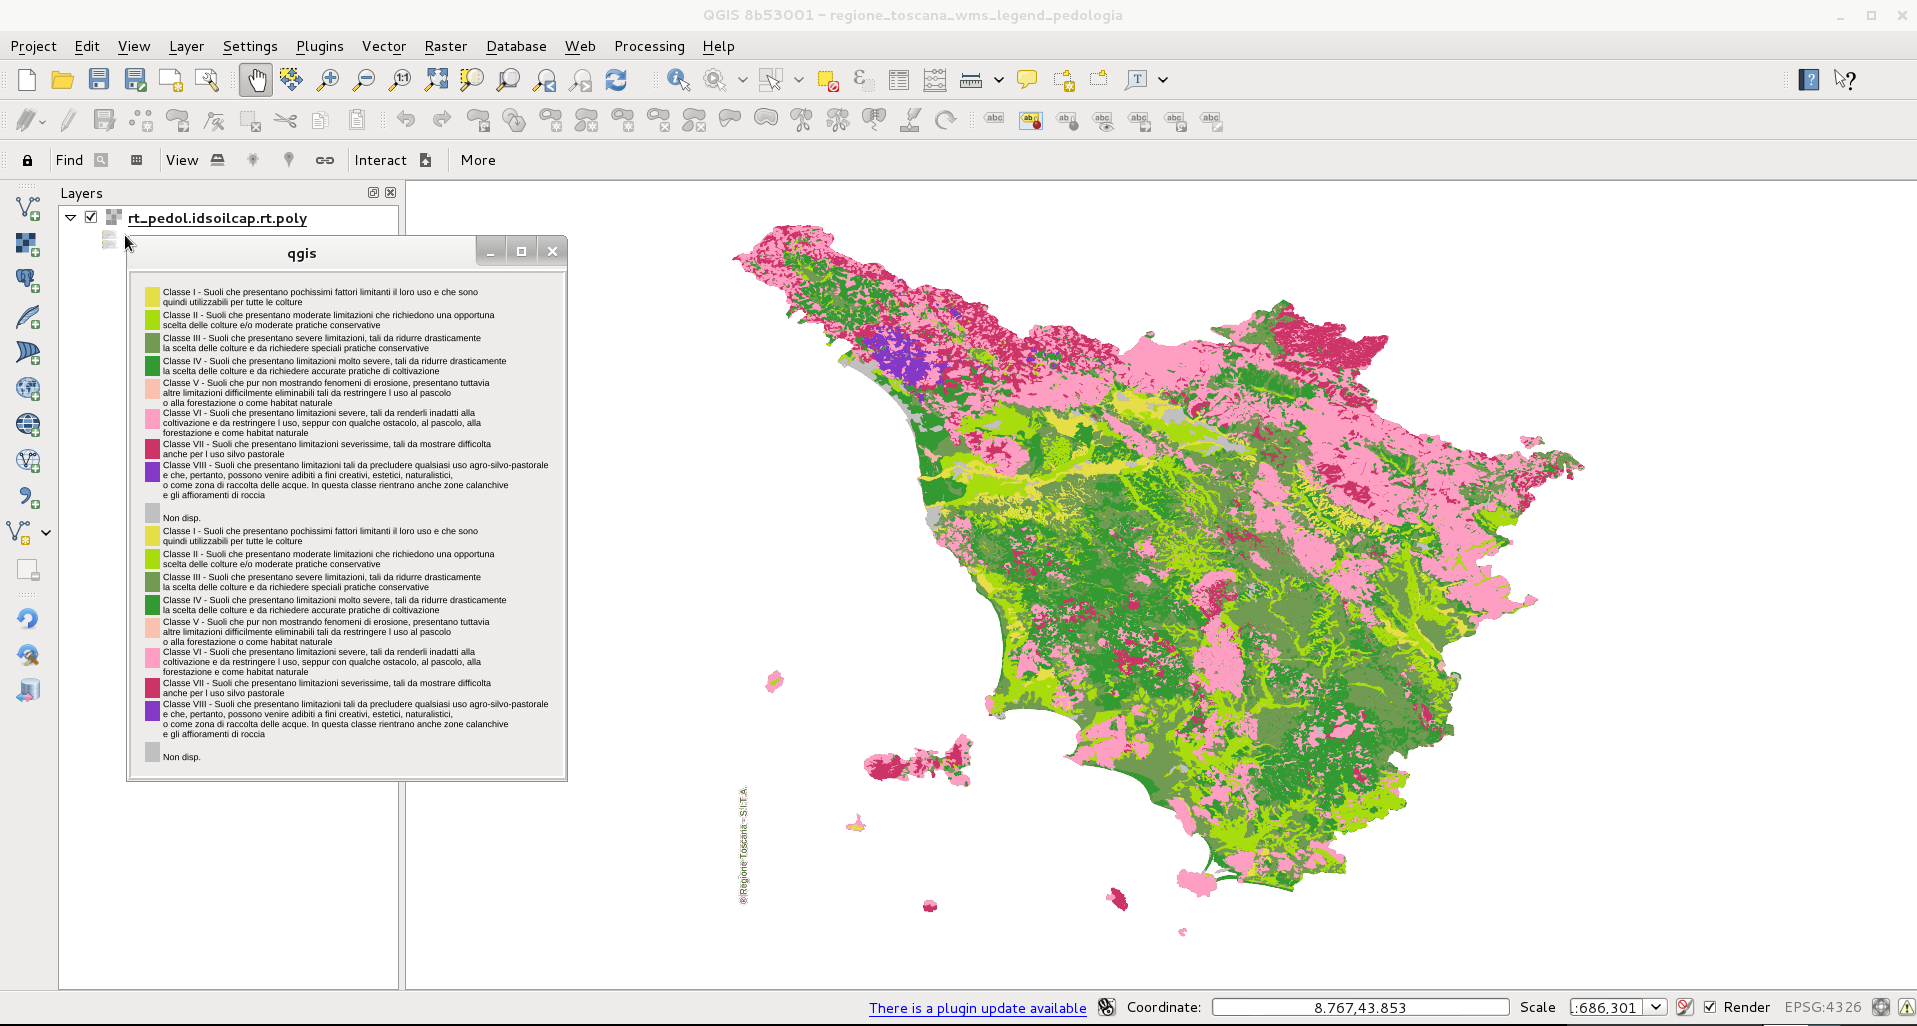 QGIS 8b53001 - regione_toscana_wms_legend_pedologia
Project Edit View Layer Settings Plugins Vector Raster Database Web Processing Help
1:1
T
?
?
abc ab ab abc abc abc abc
Find View Interact More
Layers
rt_pedol.idsoilcap.rt.poly
qgis
Classe I - Suoli che presentano pochissimi fattori limitanti il loro uso e che sono
quindi utilizzabili per tutte le colture
Classe II - Suoli che presentano moderate limitazioni che richiedono una opportuna
scelta delle colture e/o moderate pratiche conservative
Classe III - Suoli che presentano severe limitazioni, tali da ridurre drasticamente
la scelta delle colture e da richiedere speciali pratiche conservative
Classe IV - Suoli che presentano limitazioni molto severe, tali da ridurre drasticamente
la scelta delle colture e da richiedere accurate pratiche di coltivazione
Classe V - Suoli che pur non mostrando fenomeni di erosione, presentano tuttavia
altre limitazioni difficilmente eliminabili tali da restringere l uso al pascolo
o alla forestazione o come habitat naturale
Classe VI - Suoli che presentano limitazioni severe, tali da renderli inadatti alla
coltivazione e da restringere l uso, seppur con qualche ostacolo, al pascolo, alla
forestazione e come habitat naturale
Classe VII - Suoli che presentano limitazioni severissime, tali da mostrare difficolta
anche per l uso silvo pastorale
Classe VIII - Suoli che presentano limitazioni tali da precludere qualsiasi uso agro-silvo-pastorale
e che, pertanto, possono venire adibiti a fini creativi, estetici, naturalistici,
o come zona di raccolta delle acque. In questa classe rientrano anche zone calanchive
e gli affioramenti di roccia
Non disp.
Classe I - Suoli che presentano pochissimi fattori limitanti il loro uso e che sono
quindi utilizzabili per tutte le colture
Classe II - Suoli che presentano moderate limitazioni che richiedono una opportuna
scelta delle colture e/o moderate pratiche conservative
Classe III - Suoli che presentano severe limitazioni, tali da ridurre drasticamente
la scelta delle colture e da richiedere speciali pratiche conservative
Classe IV - Suoli che presentano limitazioni molto severe, tali da ridurre drasticamente
la scelta delle colture e da richiedere accurate pratiche di coltivazione
Classe V - Suoli che pur non mostrando fenomeni di erosione, presentano tuttavia
altre limitazioni difficilmente eliminabili tali da restringere l uso al pascolo
o alla forestazione o come habitat naturale
Classe VI - Suoli che presentano limitazioni severe, tali da renderli inadatti alla
coltivazione e da restringere l uso, seppur con qualche ostacolo, al pascolo, alla
forestazione e come habitat naturale
Classe VII - Suoli che presentano limitazioni severissime, tali da mostrare difficolta
anche per l uso silvo pastorale
Classe VIII - Suoli che presentano limitazioni tali da precludere qualsiasi uso agro-silvo-pastorale
e che, pertanto, possono venire adibiti a fini creativi, estetici, naturalistici,
o come zona di raccolta delle acque. In questa classe rientrano anche zone calanchive
e gli affioramenti di roccia
Non disp.
®Regione Toscana - S.I.T.A.
There is a plugin update available Coordinate: 8.767,43.853 Scale :686,301 Render EPSG:4326